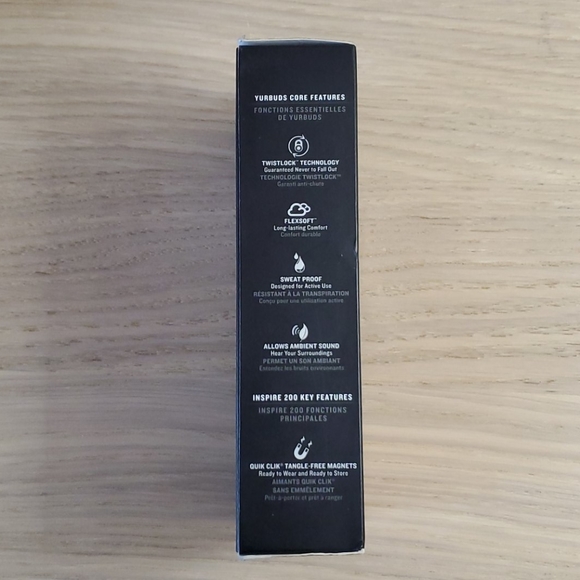 YURBUDS CORE FEATURES
FONCTIONS ESSENTIELLES
DE YURBUDS
TWISTLOCK™ TECHNOLOGY
Guaranteed Never to Fall Out
TECHNOLOGIE TWISTLOCK™
Garanti anti-chute
FLEXSOFT™
Long-lasting Comfort
Confort durable
SWEAT PROOF
Designed for Active Use
RÉSISTANT À LA TRANSPIRATION
Conçu pour une utilisation active
ALLOWS AMBIENT SOUND
Hear Your Surroundings
PERMET UN SON AMBIANT
Entendez les bruits environnants
INSPIRE 200 KEY FEATURES
INSPIRE 200 FONCTIONS
PRINCIPALES
QUIK CLIK® TANGLE-FREE MAGNETS
Ready to Wear and Ready to Store
AIMANTS QUIK CLIK®
SANS EMMÊLEMENT
Prêt-à-porter et prêt à ranger